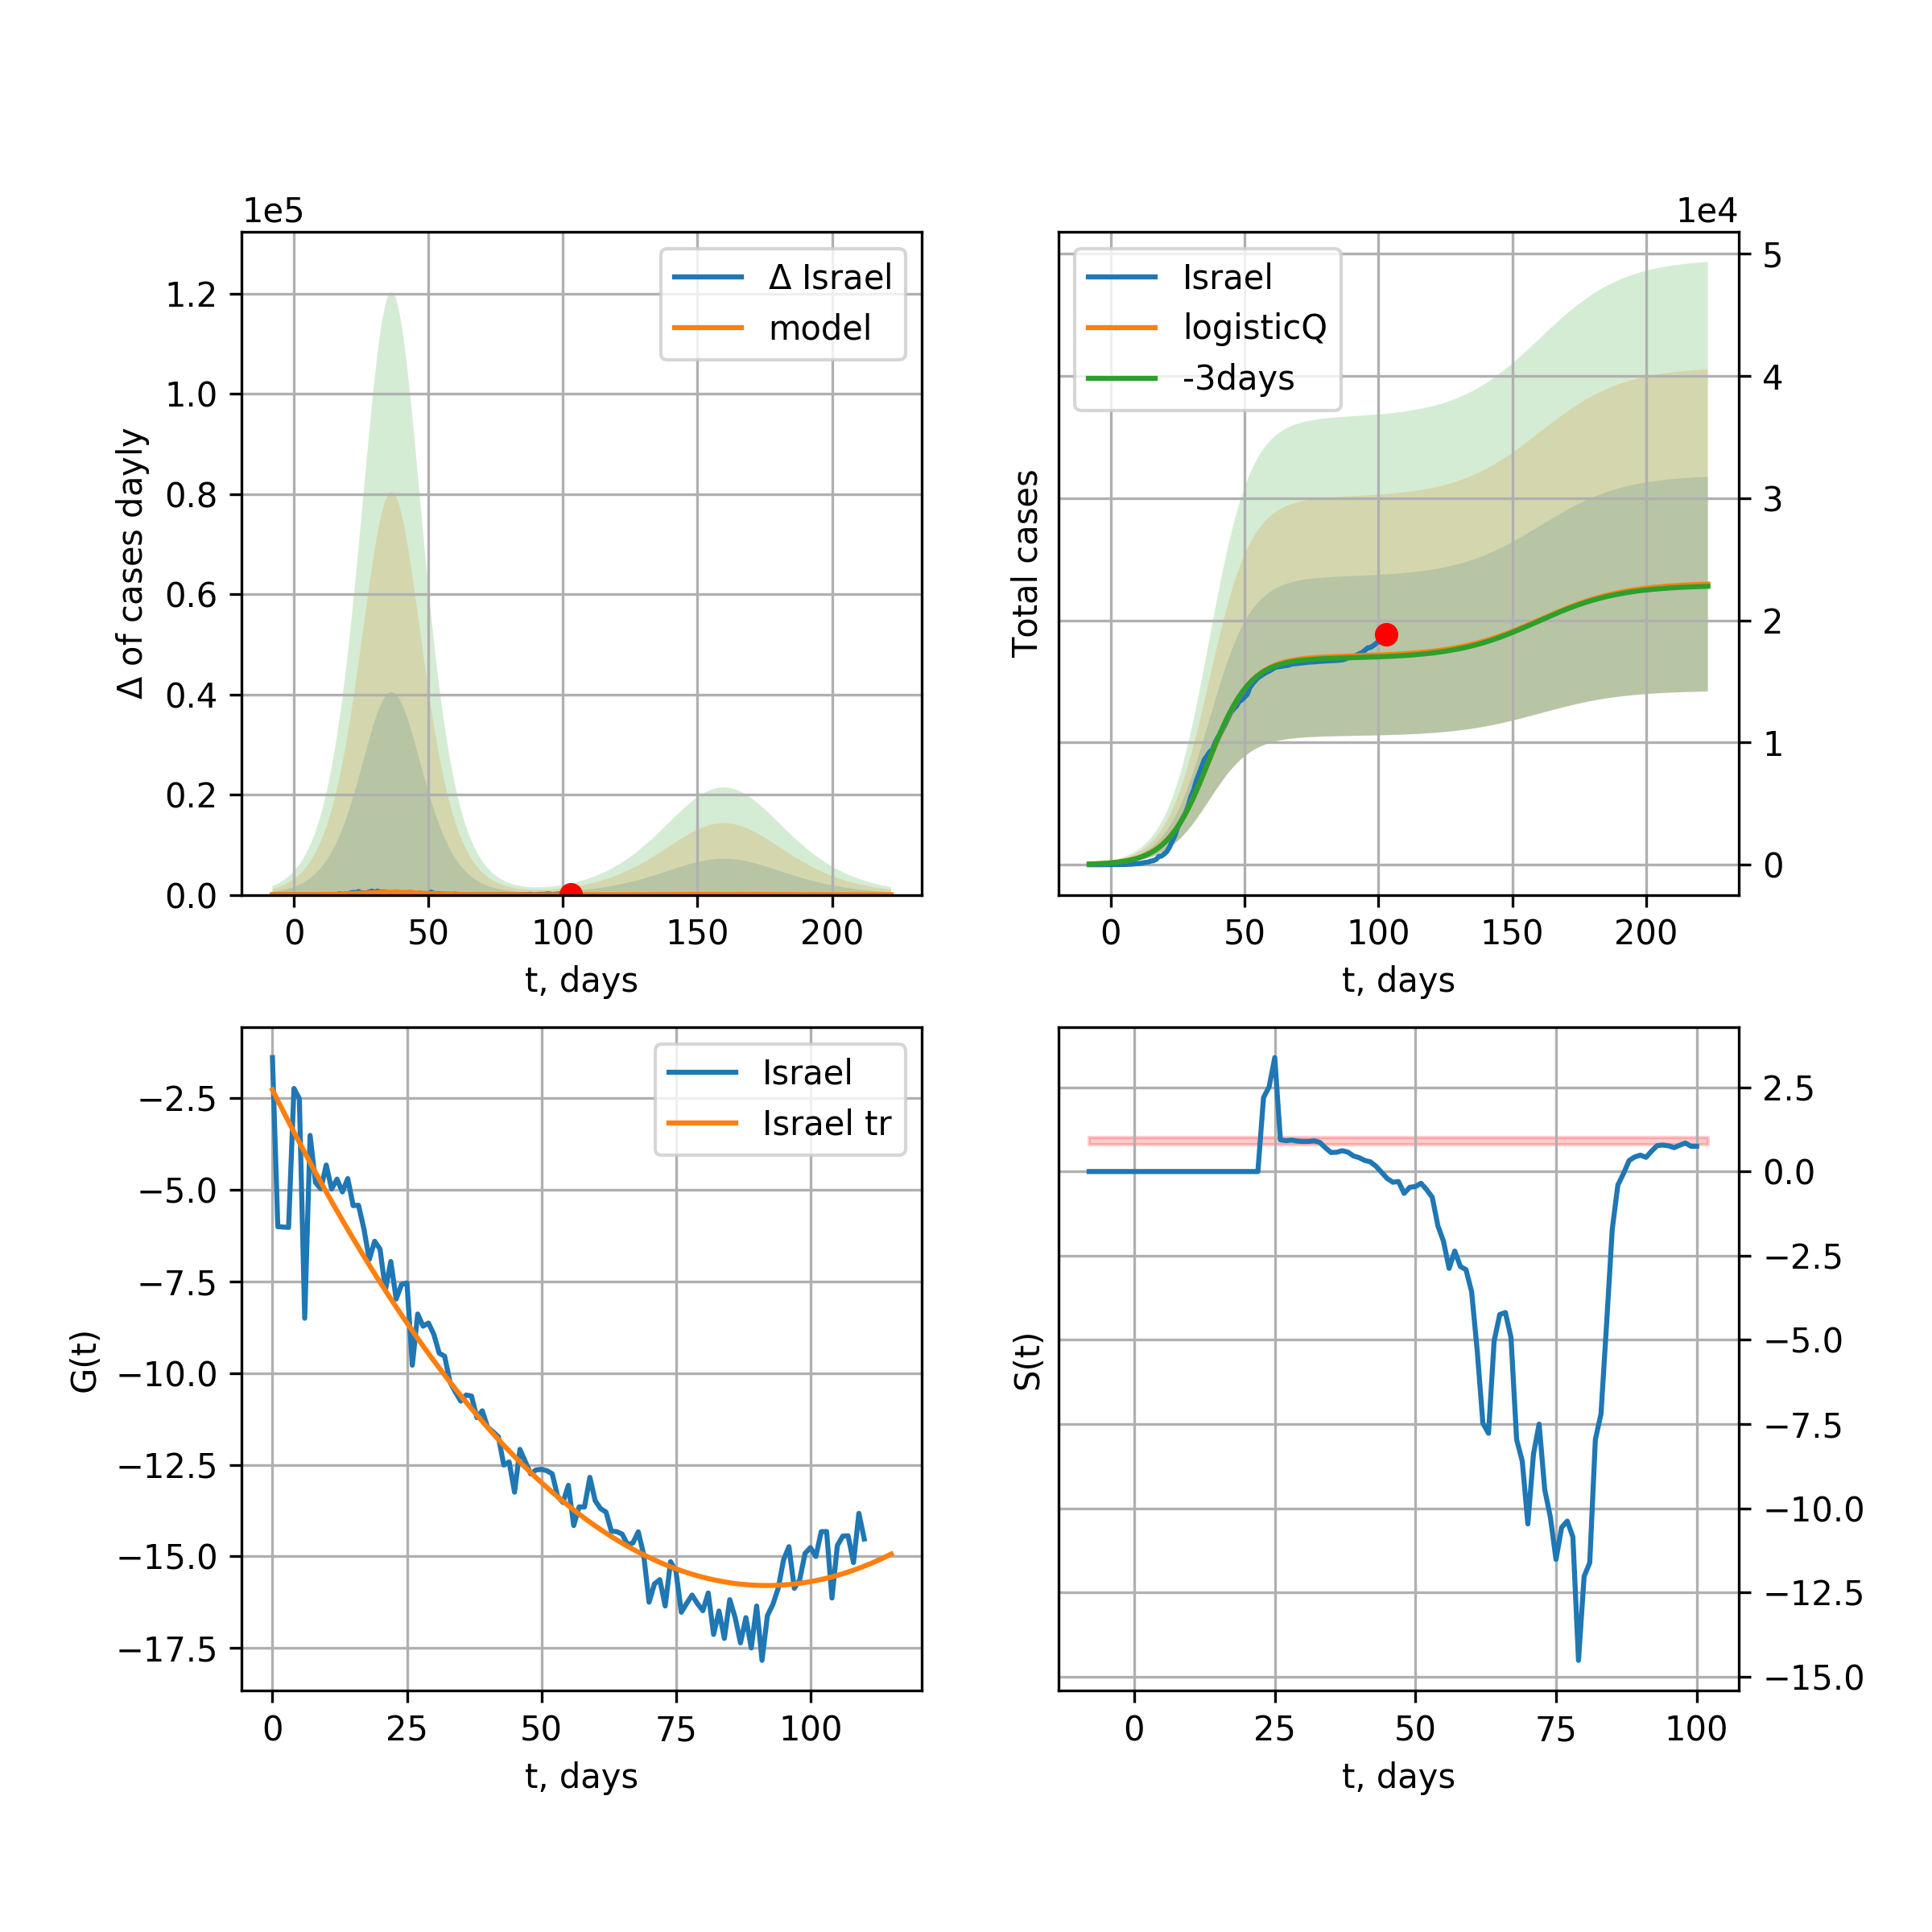 1e5
Δ Israel
model
1.2
1.0
0.8
0.6
0.4
0.2
0.0
Δ of cases dayly
0 50 100 150 200
t, days
1e4
Israel
logisticQ
-3days
5
4
3
2
1
0
Total cases
0 50 100 150 200
t, days
Israel
Israel tr
−2.5
−5.0
−7.5
−10.0
−12.5
−15.0
−17.5
G(t)
0 25 50 75 100
t, days
2.5
0.0
−2.5
−5.0
−7.5
−10.0
−12.5
−15.0
S(t)
0 25 50 75 100
t, days